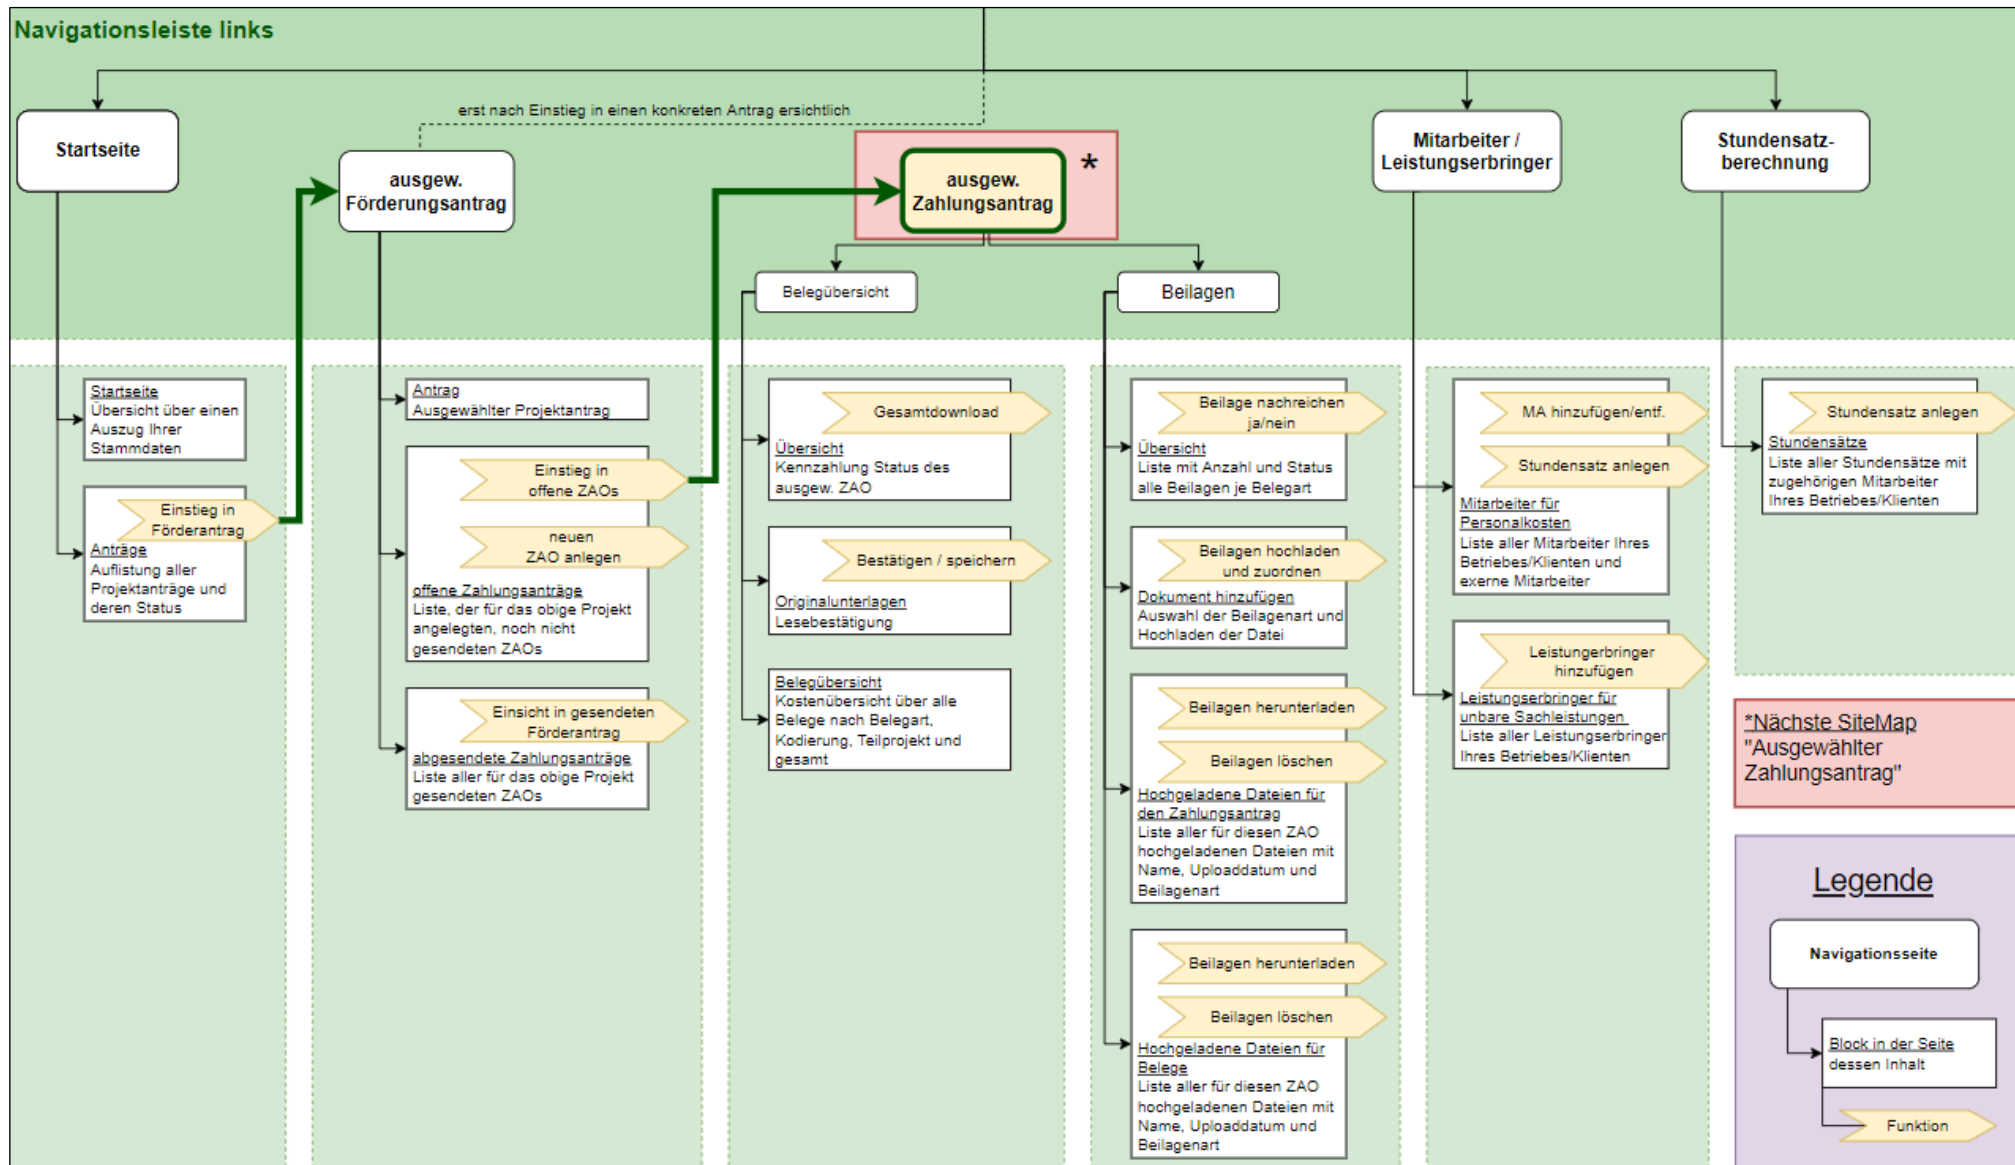 Navigationsleiste links
erst nach Einstieg in einen konkreten Antrag ersichtlich
Startseite
ausgew.
Förderungsantrag
ausgew.
Zahlungsantrag
*
Mitarbeiter /
Leistungserbringer
Stundensatz-
berechnung
Belegübersicht
Beilagen
Startseite
Übersicht über einen
Auszug Ihrer
Stammdaten
Einstieg in
Förderantrag
Anträge
Auflistung aller
Projektanträge und
deren Status
Antrag
Ausgewählter Projektantrag
Einstieg in
offene ZAOs
neuen
ZAO anlegen
offene Zahlungsanträge
Liste, der für das obige Projekt
angelegten, noch nicht
gesendeten ZAOs
Einsicht in gesendeten
Förderantrag
abgesendete Zahlungsanträge
Liste aller für das obige Projekt
gesendeten ZAOs
Gesamtdownload
Übersicht
Kennzahlung Status des
ausgew. ZAO
Bestätigen / speichern
Originalunterlagen
Lesebestätigung
Belegübersicht
Kostenübersicht über alle
Belege nach Belegart,
Kodierung, Teilprojekt und
gesamt
Beilage nachreichen
ja/nein
Übersicht
Liste mit Anzahl und Status
alle Beilagen je Belegart
Beilagen hochladen
und zuordnen
Dokument hinzufügen
Auswahl der Beilagenart und
Hochladen der Datei
Beilagen herunterladen
Beilagen löschen
Hochgeladene Dateien für
den Zahlungsantrag
Liste aller für diesen ZAO
hochgeladenen Dateien mit
Name, Uploaddatum und
Beilagenart
Beilagen herunterladen
Beilagen löschen
Hochgeladene Dateien für
Belege
Liste aller für diesen ZAO
hochgeladenen Dateien mit
Name, Uploaddatum und
Beilagenart
MA hinzufügen/entf.
Stundensatz anlegen
Mitarbeiter für
Personalkosten
Liste aller Mitarbeiter Ihres
Betriebes/Klienten und
exerne Mitarbeiter
Leistungerbringer
hinzufügen
Leistungserbringer für
unbare Sachleistungen
Liste aller Leistungserbringer
Ihres Betriebes/Klienten
Stundensatz anlegen
Stundensätze
Liste aller Stundensätze mit
zugehörigen Mitarbeiter
Ihres Betriebes/Klienten
*Nächste SiteMap
"Ausgewählter
Zahlungsantrag"
Legende
Navigationsseite
Block in der Seite
dessen Inhalt
Funktion